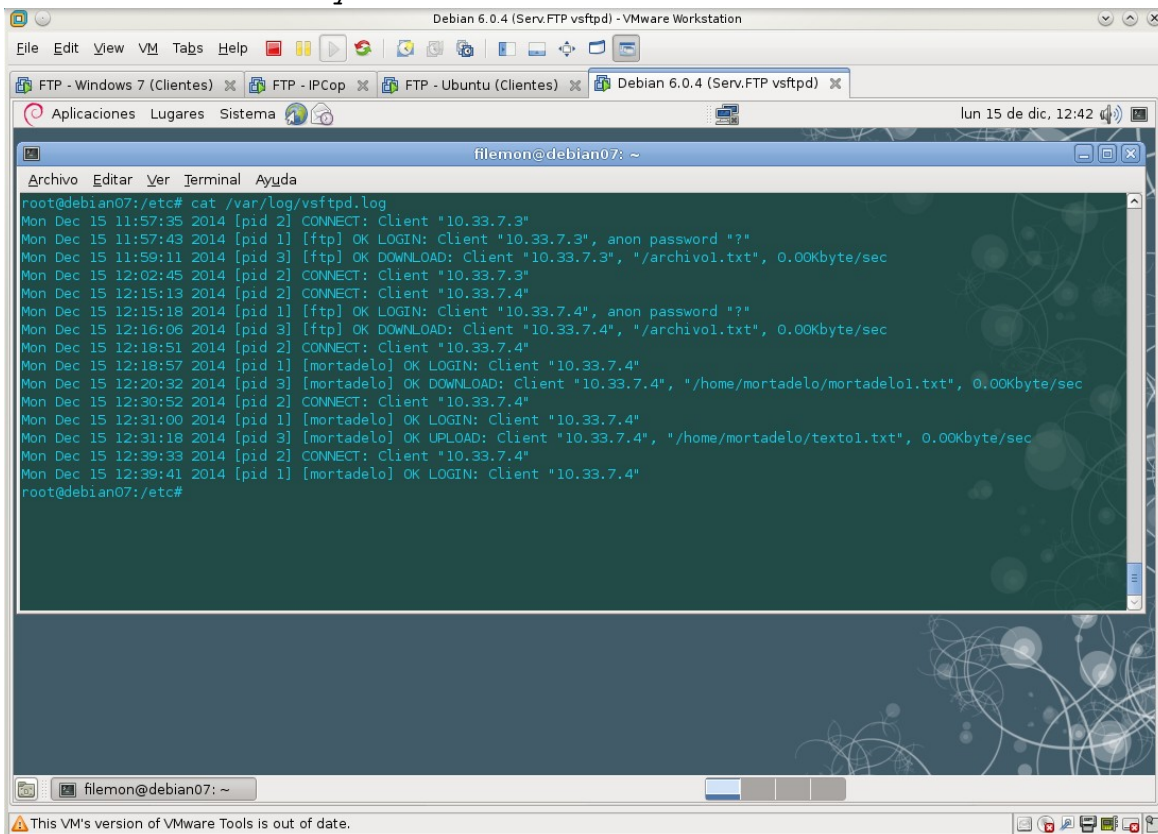 Debian 6.0.4 (Serv.FTP vsftpd) - VMware Workstation
File Edit View VM Tabs Help
FTP - Windows 7 (Clientes) FTP - IPCop FTP - Ubuntu (Clientes) Debian 6.0.4 (Serv.FTP vsftpd)
Aplicaciones Lugares Sistema lun 15 de dic, 12:42
filemon@debian07: ~
Archivo Editar Ver Terminal Ayuda
root@debian07:/etc# cat /var/log/vsftpd.log
Mon Dec 15 11:57:35 2014 [pid 2] CONNECT: Client "10.33.7.3"
Mon Dec 15 11:57:43 2014 [pid 1] [ftp] OK LOGIN: Client "10.33.7.3", anon password "?"
Mon Dec 15 11:59:11 2014 [pid 3] [ftp] OK DOWNLOAD: Client "10.33.7.3", "/archivo1.txt", 0.00Kbyte/sec
Mon Dec 15 12:02:45 2014 [pid 2] CONNECT: Client "10.33.7.3"
Mon Dec 15 12:15:13 2014 [pid 2] CONNECT: Client "10.33.7.4"
Mon Dec 15 12:15:18 2014 [pid 1] [ftp] OK LOGIN: Client "10.33.7.4", anon password "?"
Mon Dec 15 12:16:06 2014 [pid 3] [ftp] OK DOWNLOAD: Client "10.33.7.4", "/archivo1.txt", 0.00Kbyte/sec
Mon Dec 15 12:18:51 2014 [pid 2] CONNECT: Client "10.33.7.4"
Mon Dec 15 12:18:57 2014 [pid 1] [mortadelo] OK LOGIN: Client "10.33.7.4"
Mon Dec 15 12:20:32 2014 [pid 3] [mortadelo] OK DOWNLOAD: Client "10.33.7.4", "/home/mortadelo/mortadelo1.txt", 0.00Kbyte/sec
Mon Dec 15 12:30:52 2014 [pid 2] CONNECT: Client "10.33.7.4"
Mon Dec 15 12:31:00 2014 [pid 1] [mortadelo] OK LOGIN: Client "10.33.7.4"
Mon Dec 15 12:31:18 2014 [pid 3] [mortadelo] OK UPLOAD: Client "10.33.7.4", "/home/mortadelo/texto1.txt", 0.00Kbyte/sec
Mon Dec 15 12:39:33 2014 [pid 2] CONNECT: Client "10.33.7.4"
Mon Dec 15 12:39:41 2014 [pid 1] [mortadelo] OK LOGIN: Client "10.33.7.4"
root@debian07:/etc#
filemon@debian07: ~
This VM's version of VMware Tools is out of date.